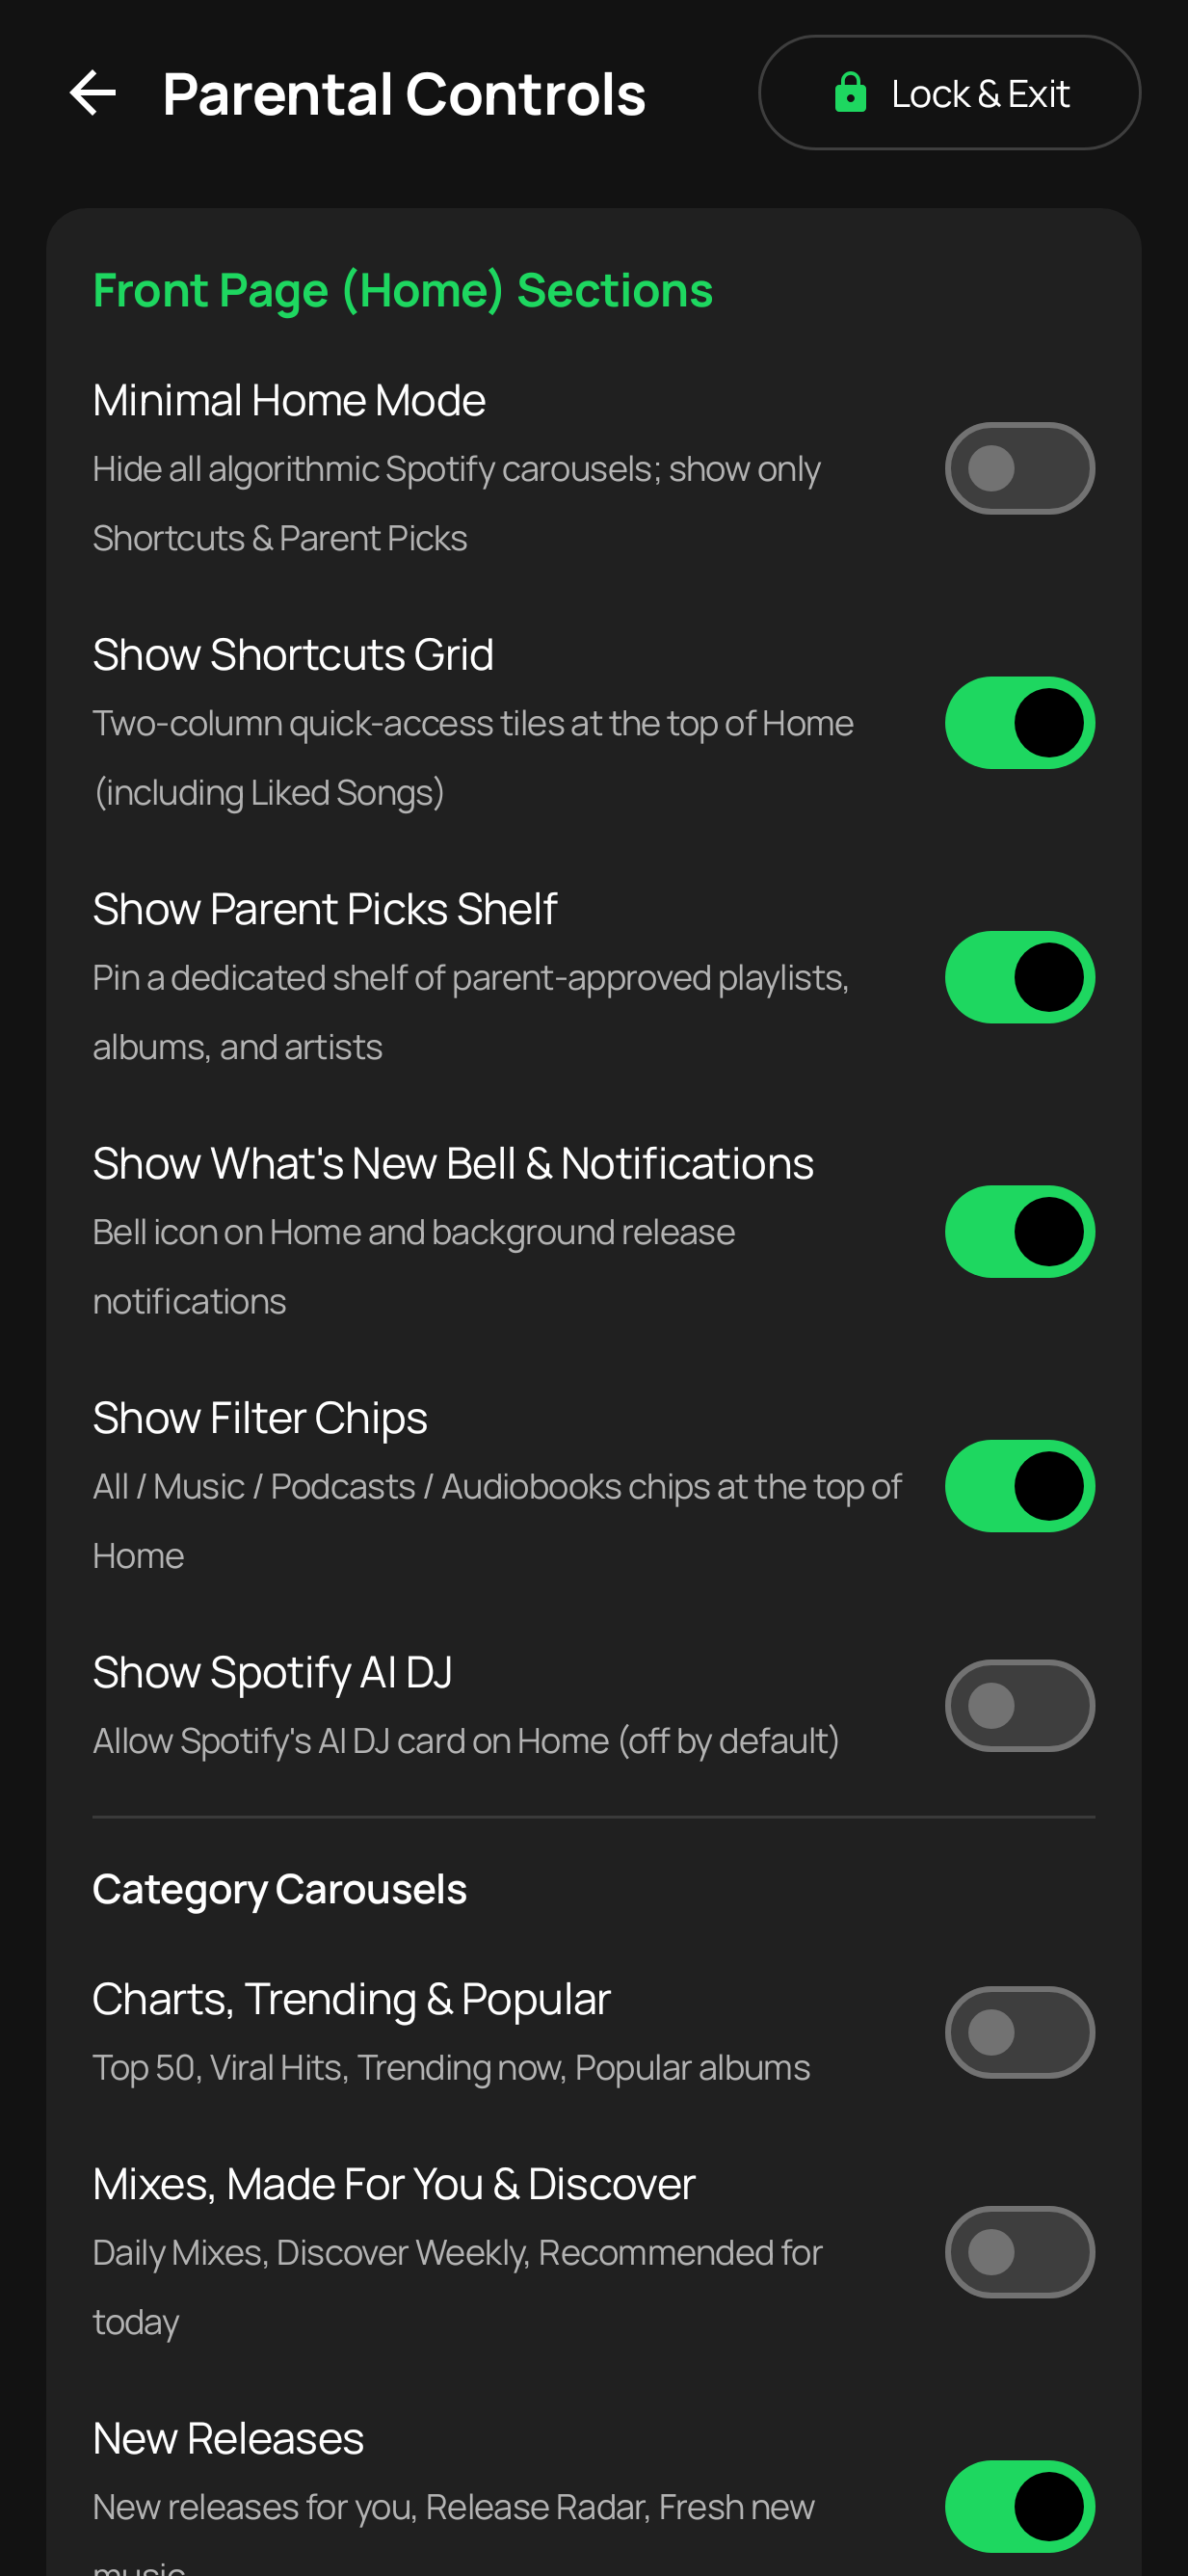 Parental Controls
Lock & Exit
Front Page (Home) Sections
Minimal Home Mode
Hide all algorithmic Spotify carousels; show only
Shortcuts & Parent Picks
Show Shortcuts Grid
Two-column quick-access tiles at the top of Home
(including Liked Songs)
Show Parent Picks Shelf
Pin a dedicated shelf of parent-approved playlists,
albums, and artists
Show What's New Bell & Notifications
Bell icon on Home and background release
notifications
Show Filter Chips
All / Music / Podcasts / Audiobooks chips at the top of
Home
Show Spotify AI DJ
Allow Spotify's AI DJ card on Home (off by default)
Category Carousels
Charts, Trending & Popular
Top 50, Viral Hits, Trending now, Popular albums
Mixes, Made For You & Discover
Daily Mixes, Discover Weekly, Recommended for
today
New Releases
New releases for you, Release Radar, Fresh new
music